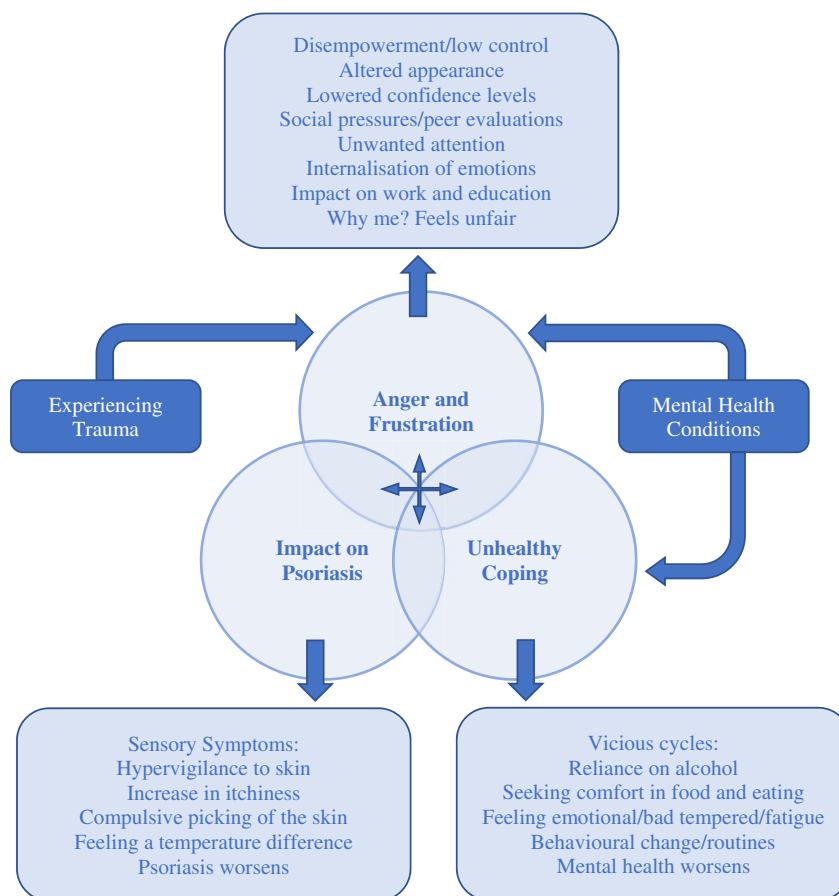 Disempowerment/low control
Altered appearance
Lowered confidence levels
Social pressures/peer evaluations
Unwanted attention
Internalisation of emotions
Impact on work and education
Why me? Feels unfair
Experiencing
Trauma
Anger and
Frustration
Mental Health
Conditions
Impact on
Psoriasis
Unhealthy
Coping
Sensory Symptoms:
Hypervigilance to skin
Increase in itchiness
Compulsive picking of the skin
Feeling a temperature difference
Psoriasis worsens
Vicious cycles:
Reliance on alcohol
Seeking comfort in food and eating
Feeling emotional/bad tempered/fatigue
Behavioural change/routines
Mental health worsens